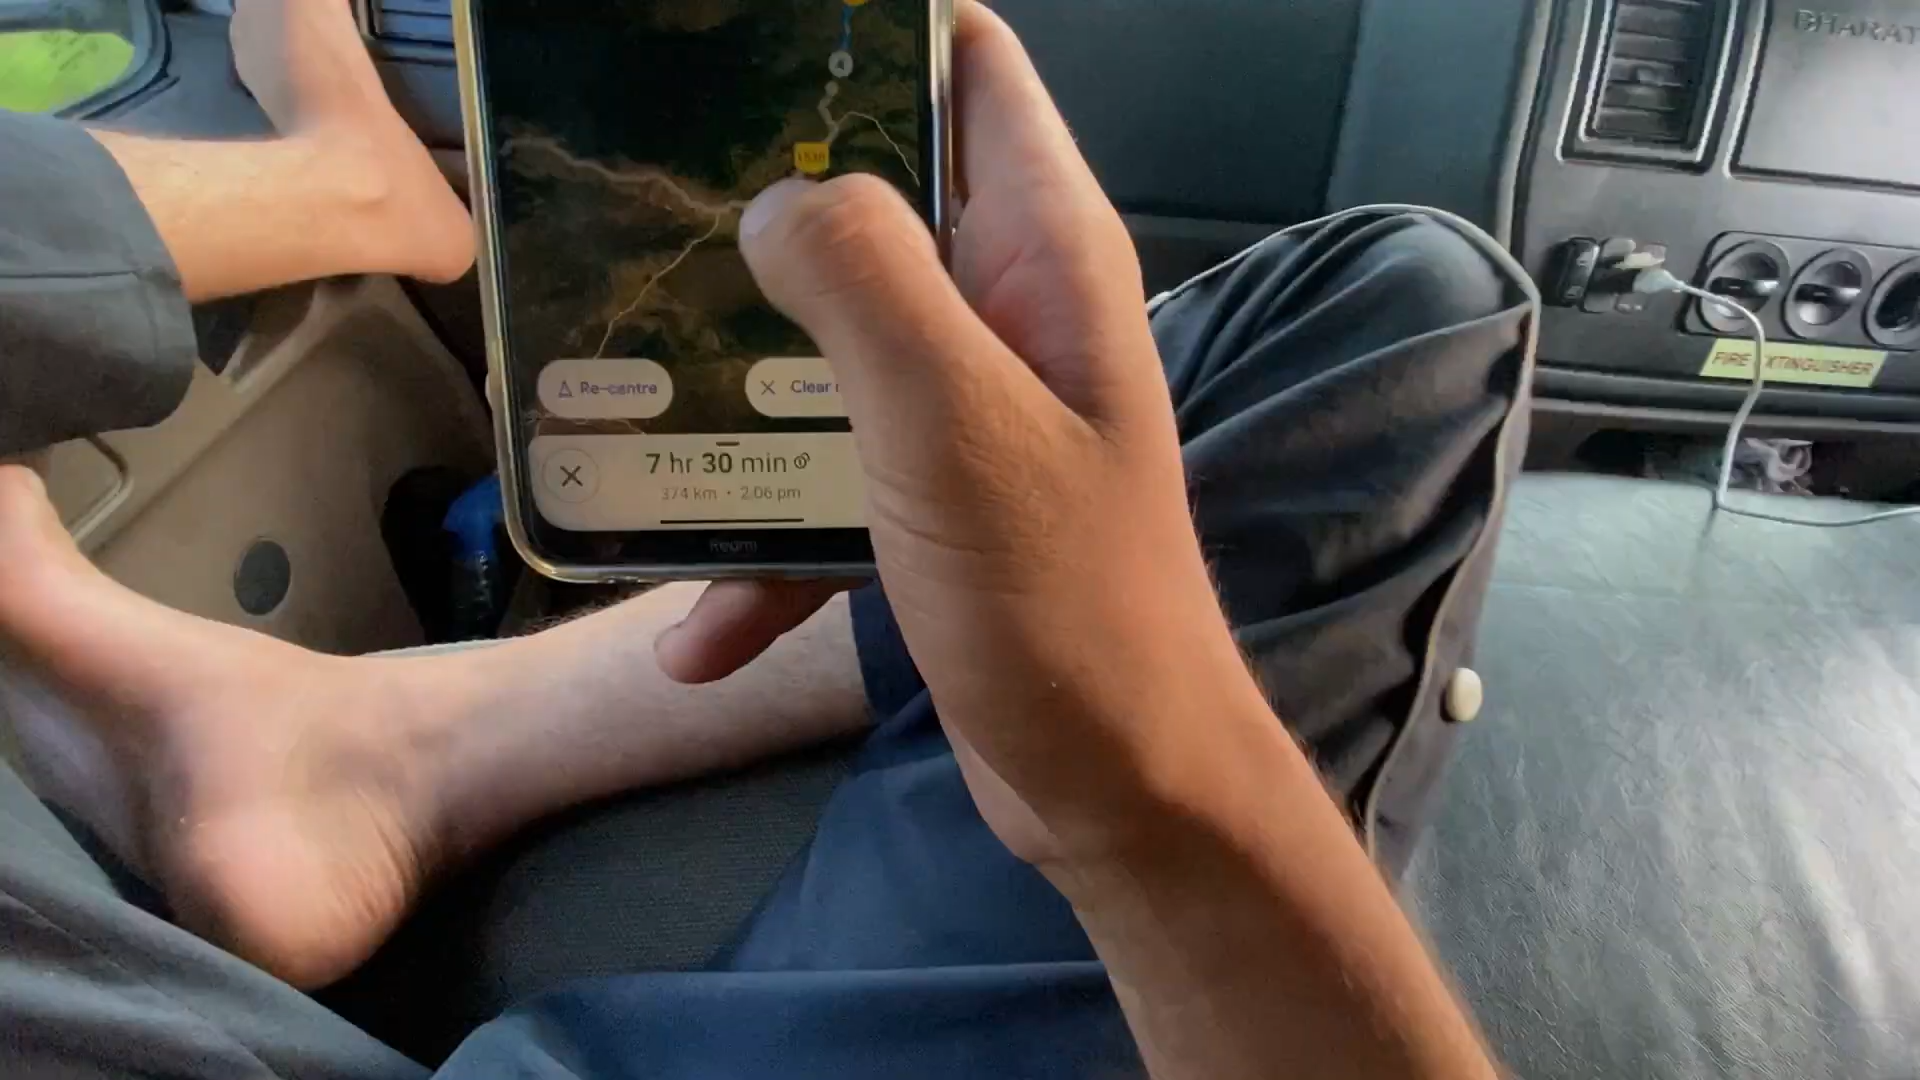 BHARAT
Re-centre
Clear
FIRE EXTINGUISHER
7 hr 30 min
374 km • 2.06 pm
Redmi